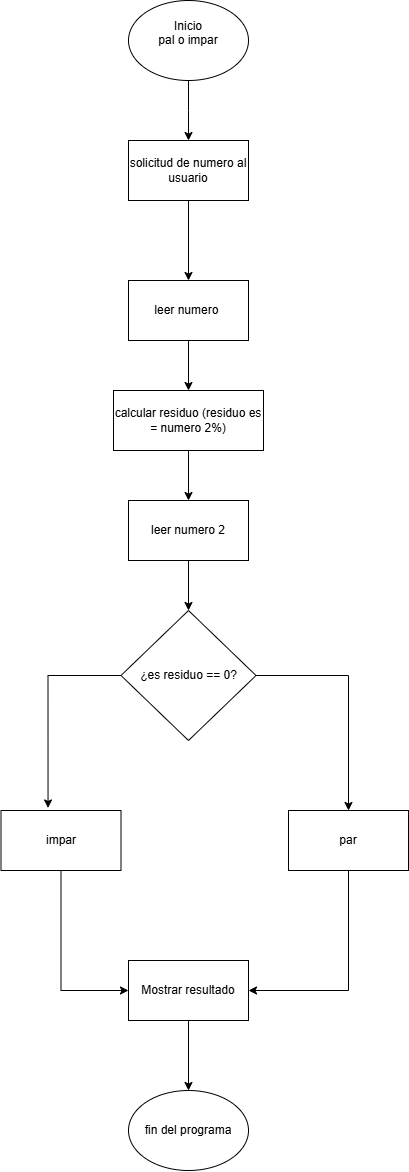 Inicio
pal o impar
solicitud de numero al
usuario
leer numero
calcular residuo (residuo es
= numero 2%)
leer numero 2
¿es residuo == 0?
impar
par
Mostrar resultado
fin del programa